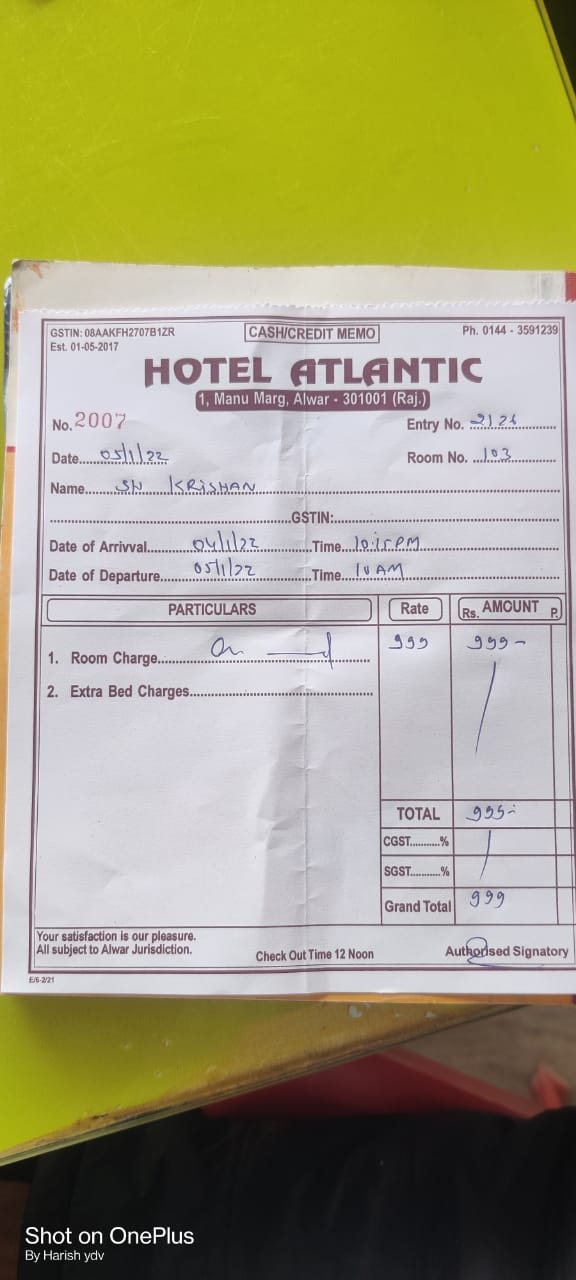 GSTIN: 08AAKFH2707B1ZR CASH/CREDIT MEMO Ph. 0144 - 3591239
Est. 01-05-2017
HOTEL ATLANTIC
1, Manu Marg, Alwar - 301001 (Raj.)
No. 2007 Entry No. 2126
Date 05/1/22 Room No. 103
Name SN KRISHAN
GSTIN:
Date of Arrivval 04/1/22 Time 10:15 PM
Date of Departure 05/1/22 Time 10 AM
PARTICULARS Rate Rs. AMOUNT P.
1. Room Charge 999 999-
2. Extra Bed Charges
TOTAL 999-
CGST..........%
SGST..........%
Grand Total 999
Your satisfaction is our pleasure.
All subject to Alwar Jurisdiction. Check Out Time 12 Noon Authorised Signatory
E/6-2/21
Shot on OnePlus
By Harish ydv